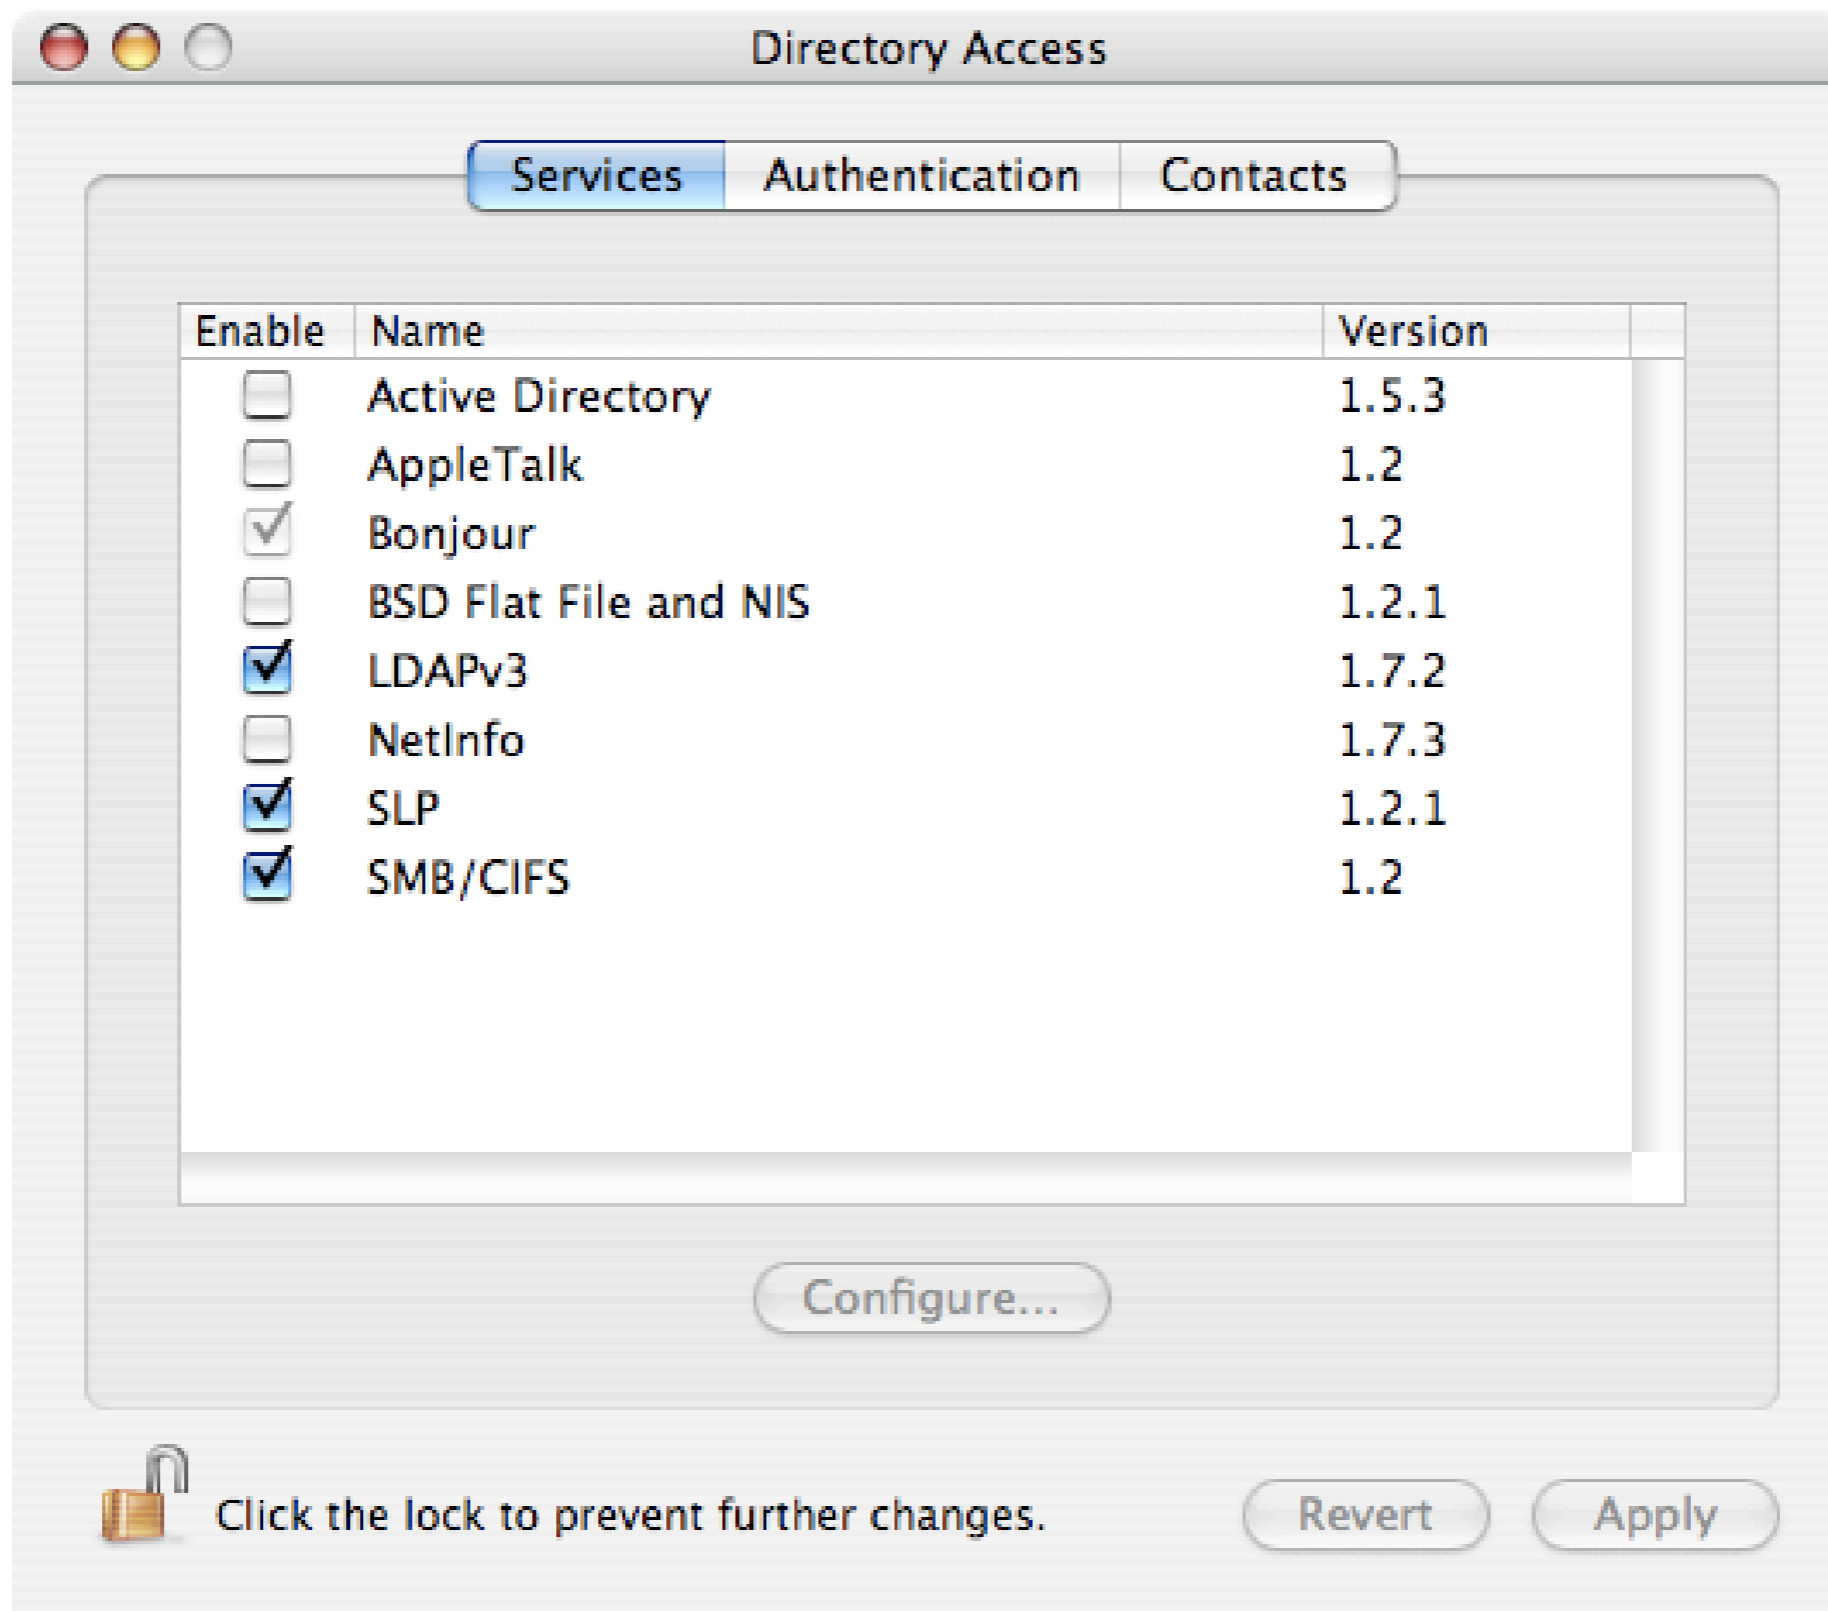 Directory Access
Services Authentication Contacts
Enable Name Version
Active Directory 1.5.3
AppleTalk 1.2
Bonjour 1.2
BSD Flat File and NIS 1.2.1
LDAPv3 1.7.2
NetInfo 1.7.3
SLP 1.2.1
SMB/CIFS 1.2
Configure...
Click the lock to prevent further changes. Revert Apply